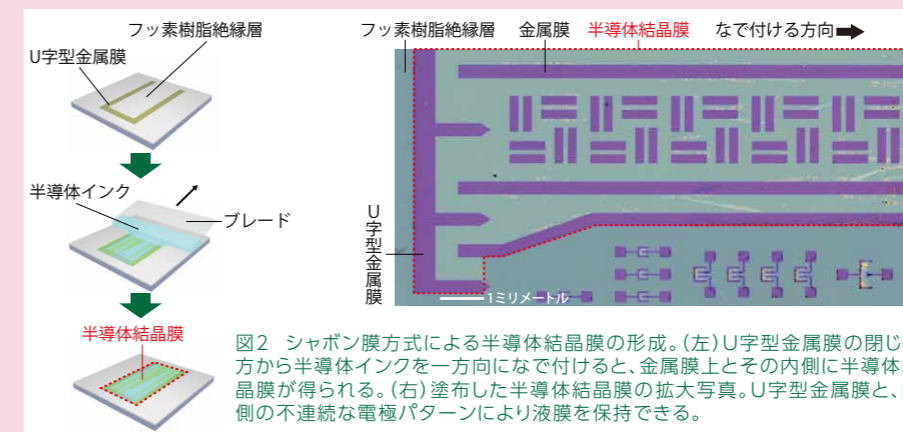 フッ素樹脂絶縁層
U字型金属膜
半導体インク
ブレード
半導体結晶膜
フッ素樹脂絶縁層 金属膜 半導体結晶膜 なで付ける方向
U字型金属膜
1ミリメートル
図2 シャボン膜方式による半導体結晶膜の形成。(左)U字型金属膜の閉じ
方から半導体インクを一方向になで付けると、金属膜上とその内側に半導体
晶膜が得られる。(右)塗布した半導体結晶膜の拡大写真。U字型金属膜と、
側の不連続な電極パターンにより液膜を保持できる。